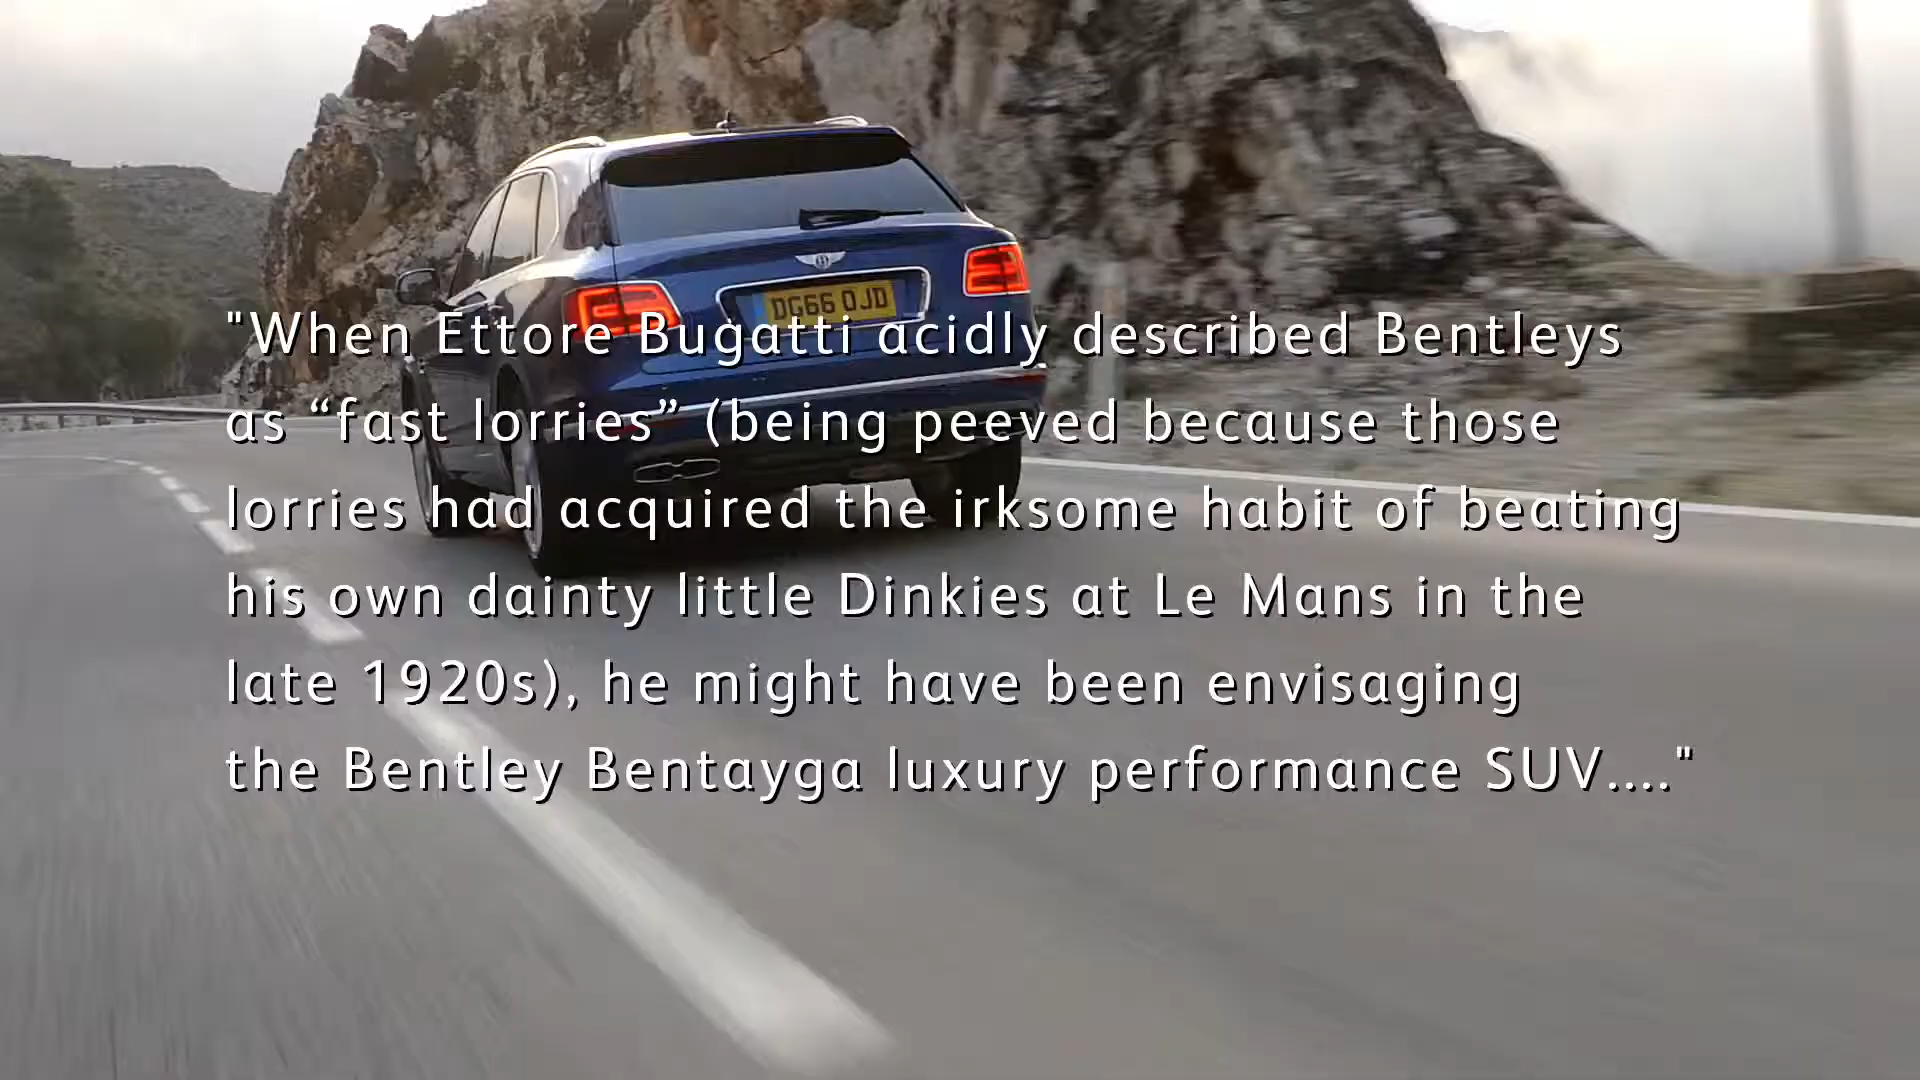 DG66 OJD
"When Ettore Bugatti acidly described Bentleys
as “fast lorries” (being peeved because those
lorries had acquired the irksome habit of beating
his own dainty little Dinkies at Le Mans in the
late 1920s), he might have been envisaging
the Bentley Bentayga luxury performance SUV...."